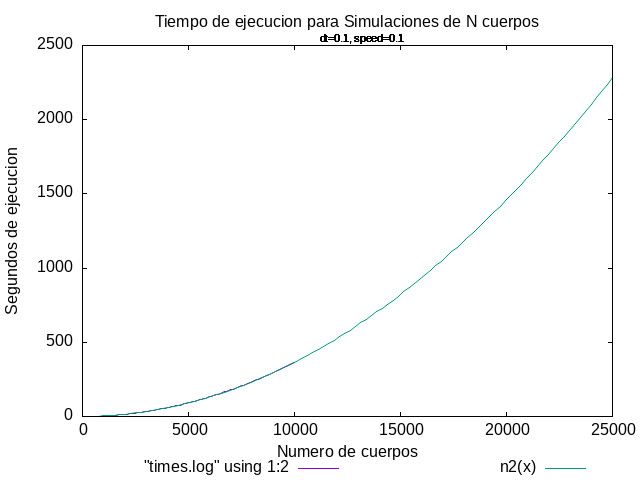 Tiempo de ejecucion para Simulaciones de N cuerpos
dt=0.1, speed=0.1
Segundos de ejecucion
2500
2000
1500
1000
500
0
0 5000 10000 15000 20000 25000
Numero de cuerpos
"times.log" using 1:2 n2(x)